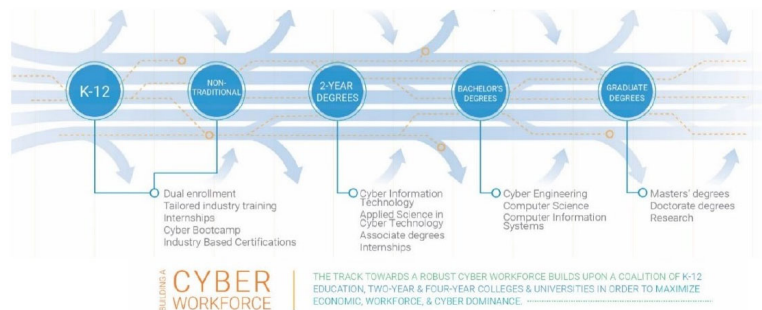 K-12
NON-
TRADITIONAL
2-YEAR
DEGREES
BACHELOR'S
DEGREES
GRADUATE
DEGREES
Dual enrollment
Tailored industry training
Internships
Cyber Bootcamp
Industry Based Certifications
Cyber Information
Technology
Applied Science in
Cyber Technology
Associate degrees
Internships
Cyber Engineering
Computer Science
Computer Information
Systems
Masters' degrees
Doctorate degrees
Research
BUILDING A
CYBER
WORKFORCE
THE TRACK TOWARDS A ROBUST CYBER WORKFORCE BUILDS UPON A COALITION OF K-12
EDUCATION, TWO-YEAR & FOUR-YEAR COLLEGES & UNIVERSITIES IN ORDER TO MAXIMIZE
ECONOMIC, WORKFORCE, & CYBER DOMINANCE.